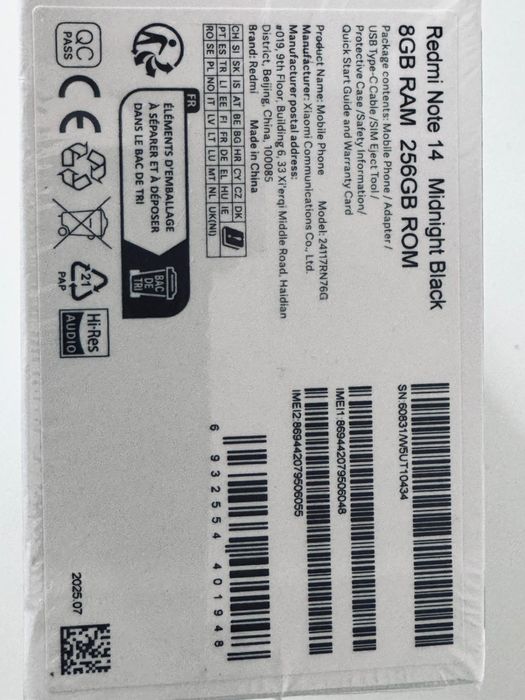 Redmi Note 14 Midnight Black
8GB RAM 256GB ROM
Package contents: Mobile Phone / Adapter /
USB Type-C Cable /SIM Eject Tool /
Protective Case /Safety Information/
Quick Start Guide and Warranty Card
Product Name: Mobile Phone Model: 24117RN76G
Manufacturer: Xiaomi Communications Co., Ltd.
Manufacturer postal address:
#019, 9th Floor, Building 6, 33 Xi'erqi Middle Road, Haidian
District, Beijing, China, 100085
Brand: Redmi Made in China
SN:60831/W5UT10434
IMEI1:869442079506048
IMEI2:869442079506055
6 932554 401948
CH SI SK IS AT BE BG HR CY CZ DK
PT ES TR LI EE FI FR DE EL HU IE
RO SE PL NO IT LV LT LU MT NL UK(NI)
FR
ÉLÉMENTS D'EMBALLAGE
À SÉPARER ET À DÉPOSER
DANS LE BAC DE TRI
BAC
DE
TRI
QC
PASS
CE
21
PAP
Hi-Res
AUDIO
2025.07